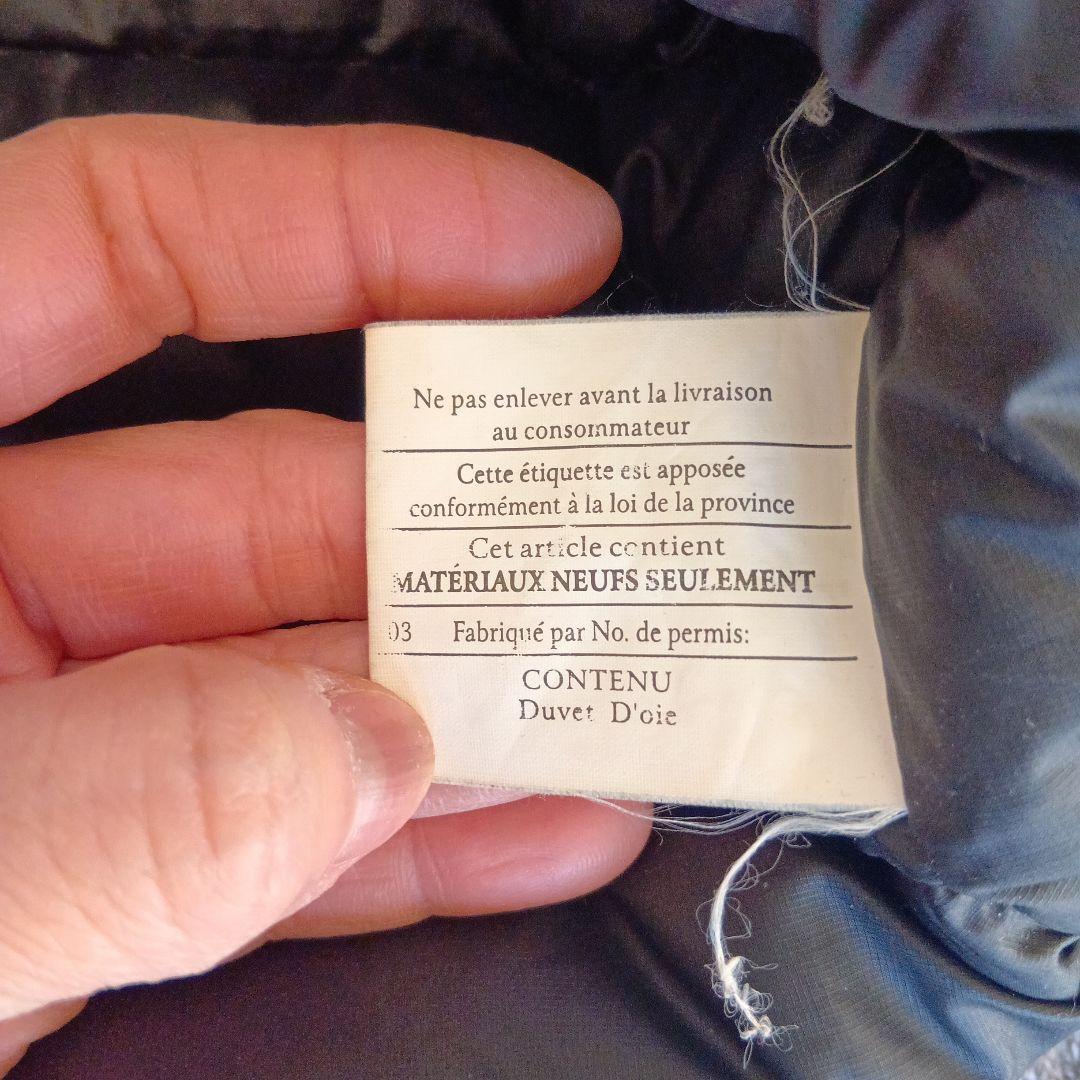 Ne pas enlever avant la livraison
au consommateur
Cette étiquette est apposée
conformément à la loi de la province
Cet article contient
MATÉRIAUX NEUFS SEULEMENT
03 Fabriqué par No. de permis:
CONTENU
Duvet D'oie